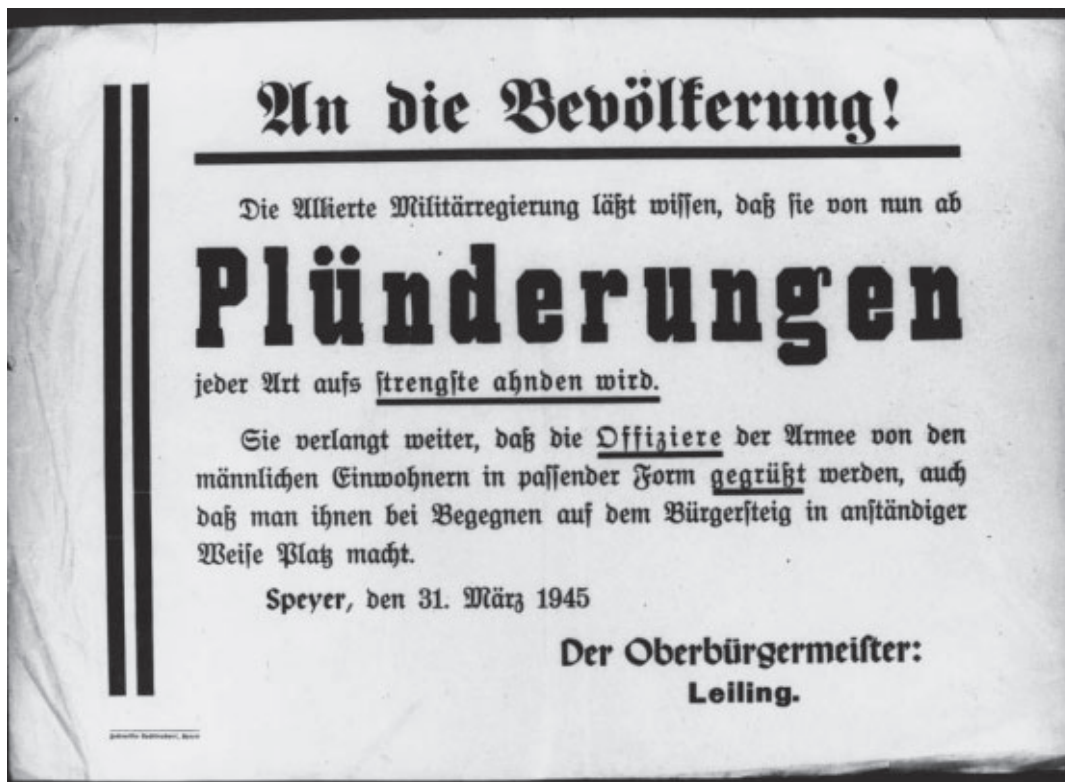 An die Bevölkerung!
Die Alliierte Militärregierung läßt wissen, daß sie von nun ab
Plünderungen
jeder Art aufs strengste ahnden wird.
Sie verlangt weiter, daß die Offiziere der Armee von den
männlichen Einwohnern in passender Form gegrüßt werden, auch
daß man ihnen bei Begegnen auf dem Bürgersteig in anständiger
Weise Platz macht.
Speyer, den 31. März 1945
Der Oberbürgermeister:
Leiling.